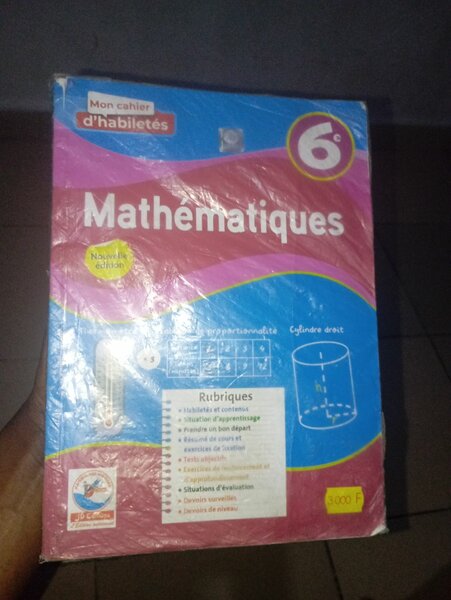 Mon cahier
d'habiletés
6e
Mathématiques
Nouvelle
édition
proportionnalité
Cylindre droit
Rubriques
Habiletés et contenus
Situation d'apprentissage
Prendre un bon départ
Résumé de cours et
exercices de fixation
Tests objectifs
Exercices de renforcement et
d'approfondissement
Situations d'évaluation
Devoirs surveillés
Devoirs de niveau
3000 F